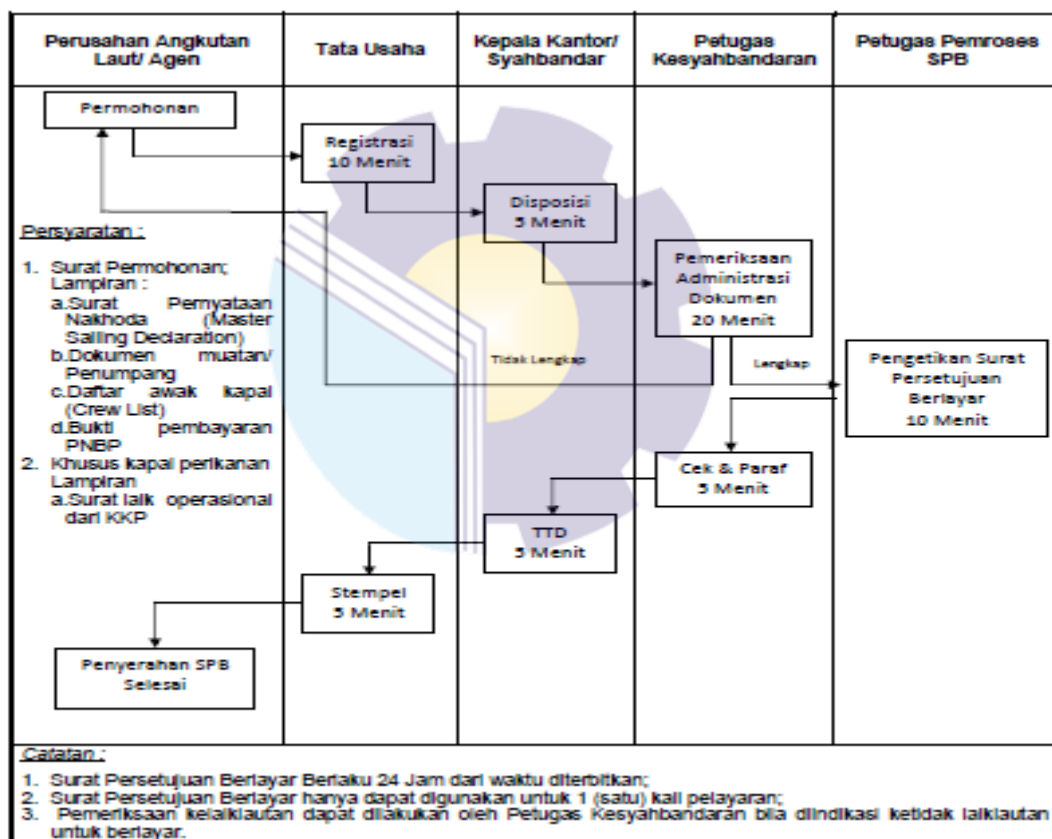 Perusahan Angkutan
Laut/ Agen
Tata Usaha
Kepala Kantor/
Syahbandar
Petugas
Kesyahbandaran
Petugas Pemroses
SPB
Permohonan
Registrasi
10 Menit
Disposisi
5 Menit
Pemeriksaan
Administrasi
Dokumen
20 Menit
Tidak Lengkap
Lengkap
Pengetikan Surat
Persetujuan
Berlayar
10 Menit
Cek & Paraf
5 Menit
TTD
5 Menit
Stempel
5 Menit
Penyerahan SPB
Selesai
Persyaratan :
1. Surat Permohonan;
Lampiran :
a.Surat Pernyataan
Nakhoda (Master
Sailing Declaration)
b.Dokumen muatan/
Penumpang
c.Daftar awak kapal
(Crew List)
d.Bukti pembayaran
PNBP
2. Khusus kapal perikanan
Lampiran
a.Surat laik operasional
dari KKP
Catatan :
1. Surat Persetujuan Berlayar Berlaku 24 Jam dari waktu diterbitkan;
2. Surat Persetujuan Berlayar hanya dapat digunakan untuk 1 (satu) kali pelayaran;
3. Pemeriksaan kelaiklautan dapat dilakukan oleh Petugas Kesyahbandaran bila diindikasi ketidak laiklautan
untuk berlayar.